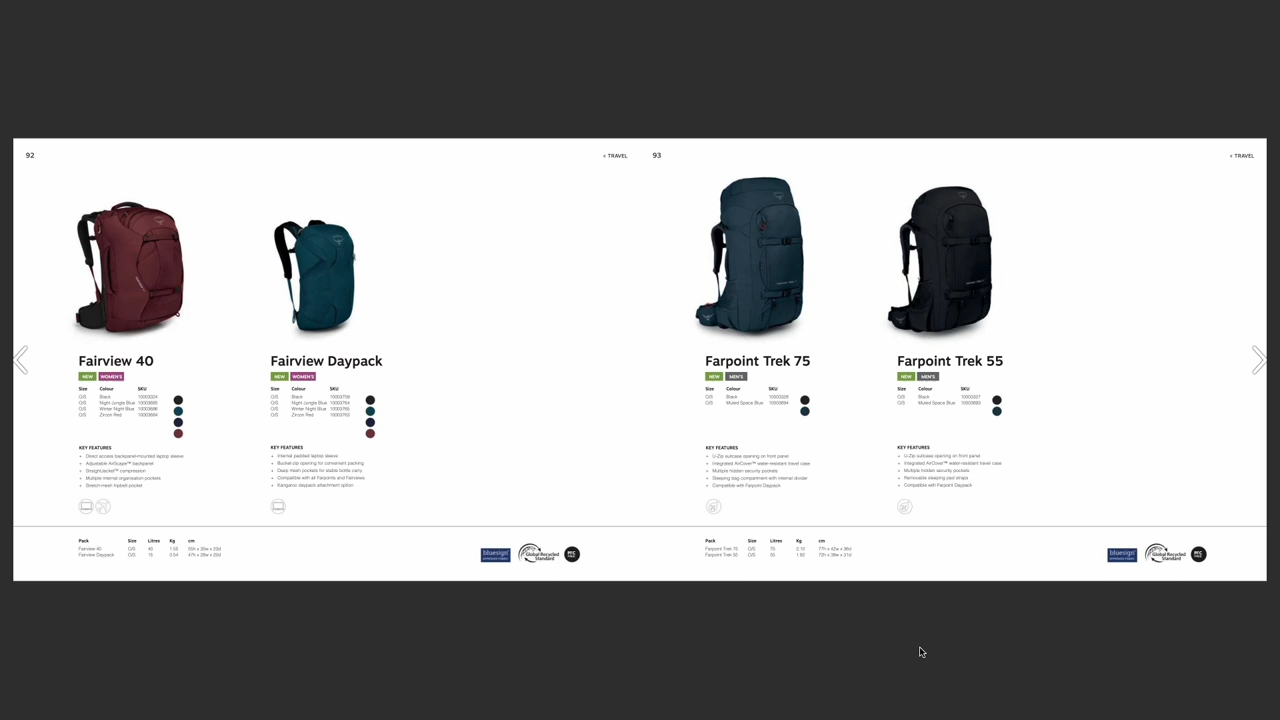 92
‹ TRAVEL
Fairview 40
NEW WOMEN'S
Size Colour SKU
O/S Black
O/S Night Jungle Blue
O/S Winter Night Blue
O/S Zircon Red
KEY FEATURES
• Direct access backpanel-mounted laptop sleeve
• Adjustable AirScape™ backpanel
• StraightJacket™ compression
• Multiple internal organisation pockets
• Stretch mesh hipbelt pocket
Fairview Daypack
NEW WOMEN'S
Size Colour SKU
O/S Black
O/S Night Jungle Blue
O/S Winter Night Blue
O/S Zircon Red
KEY FEATURES
• Internal padded laptop sleeve
• Bucket zip opening for convenient packing
• Dual mesh pockets for stable bottle carry
• Compatible with all Farpoints and Fairviews
• Kangaroo daypack attachment option
Pack Size Litres Kg cm
Fairview 40 O/S 40
Fairview Daypack O/S 15
bluesign
Global Recycled
Standard
PFC
FREE
93
‹ TRAVEL
Farpoint Trek 75
NEW MEN'S
Size Colour SKU
O/S Black
O/S Muted Space Blue
KEY FEATURES
• U-Zip suitcase opening on front panel
• Integrated AirCover™ water-resistant travel case
• Multiple hidden security pockets
• Sleeping bag compartment with internal divider
• Compatible with Farpoint Daypack
Farpoint Trek 55
NEW MEN'S
Size Colour SKU
O/S Black
O/S Muted Space Blue
KEY FEATURES
• U-Zip suitcase opening on front panel
• Integrated AirCover™ water-resistant travel case
• Multiple hidden security pockets
• Removable sleeping pad straps
• Compatible with Farpoint Daypack
Pack Size Litres Kg cm
Farpoint Trek 75 O/S 75
Farpoint Trek 55 O/S 55
bluesign
Global Recycled
Standard
PFC
FREE